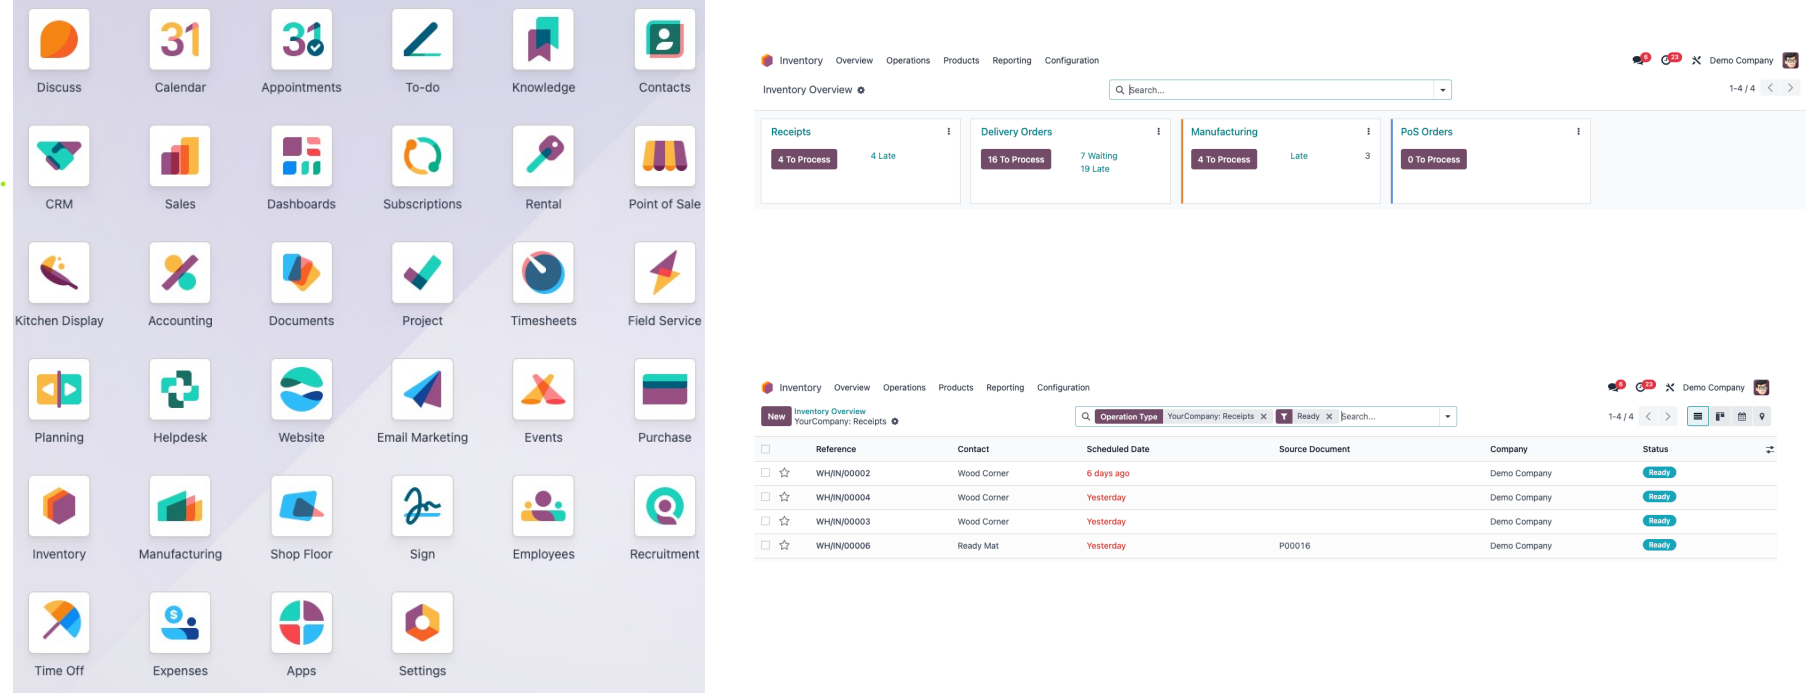 31
31
Discuss
Calendar
Appointments
To-do
Knowledge
Contacts
CRM
Sales
Dashboards
Subscriptions
Rental
Point of Sale
Kitchen Display
Accounting
Documents
Project
Timesheets
Field Service
Planning
Helpdesk
Website
Email Marketing
Events
Purchase
Inventory
Manufacturing
Shop Floor
Sign
Employees
Recruitment
$
Time Off
Expenses
Apps
Settings
Inventory Overview Operations Products Reporting Configuration 6 23 Demo Company
Inventory Overview Search... 1-4 / 4
Receipts
4 To Process 4 Late
Delivery Orders
16 To Process 7 Waiting
19 Late
Manufacturing
4 To Process Late 3
PoS Orders
0 To Process
Inventory Overview Operations Products Reporting Configuration 6 23 Demo Company
New Inventory Overview
YourCompany: Receipts Operation Type YourCompany: Receipts Ready Search... 1-4 / 4
Reference Contact Scheduled Date Source Document Company Status
WH/IN/00002 Wood Corner 6 days ago Demo Company Ready
WH/IN/00004 Wood Corner Yesterday Demo Company Ready
WH/IN/00003 Wood Corner Yesterday Demo Company Ready
WH/IN/00006 Ready Mat Yesterday P00016 Demo Company Ready